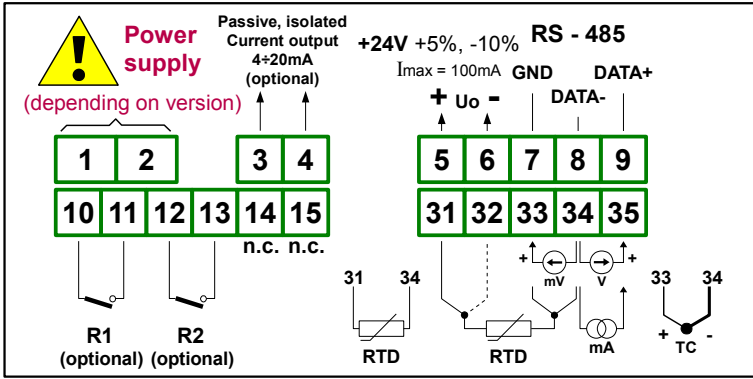 Power
supply
(depending on version)
Passive, isolated
Current output
4÷20mA
(optional)
+24V +5%, -10%
Imax = 100mA
+ Uo -
RS - 485
GND
DATA-
DATA+
1 2 3 4 5 6 7 8 9
10 11 12 13 14 15 31 32 33 34 35
n.c. n.c.
R1
(optional)
R2
(optional)
31 34
RTD
RTD
+ mV
V +
mA
33 34
+ TC -